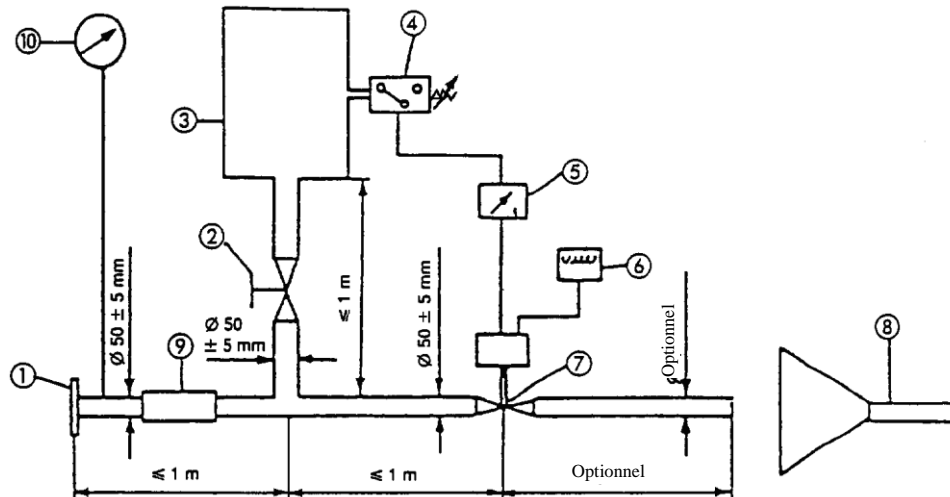 10
4
3
5
2
6
≤ 1 m
Ø 50 ± 5 mm
Ø 50
± 5 mm
Ø 50 ± 5 mm
Optionnel
9
7
8
1
≤ 1 m
≤ 1 m
Optionnel